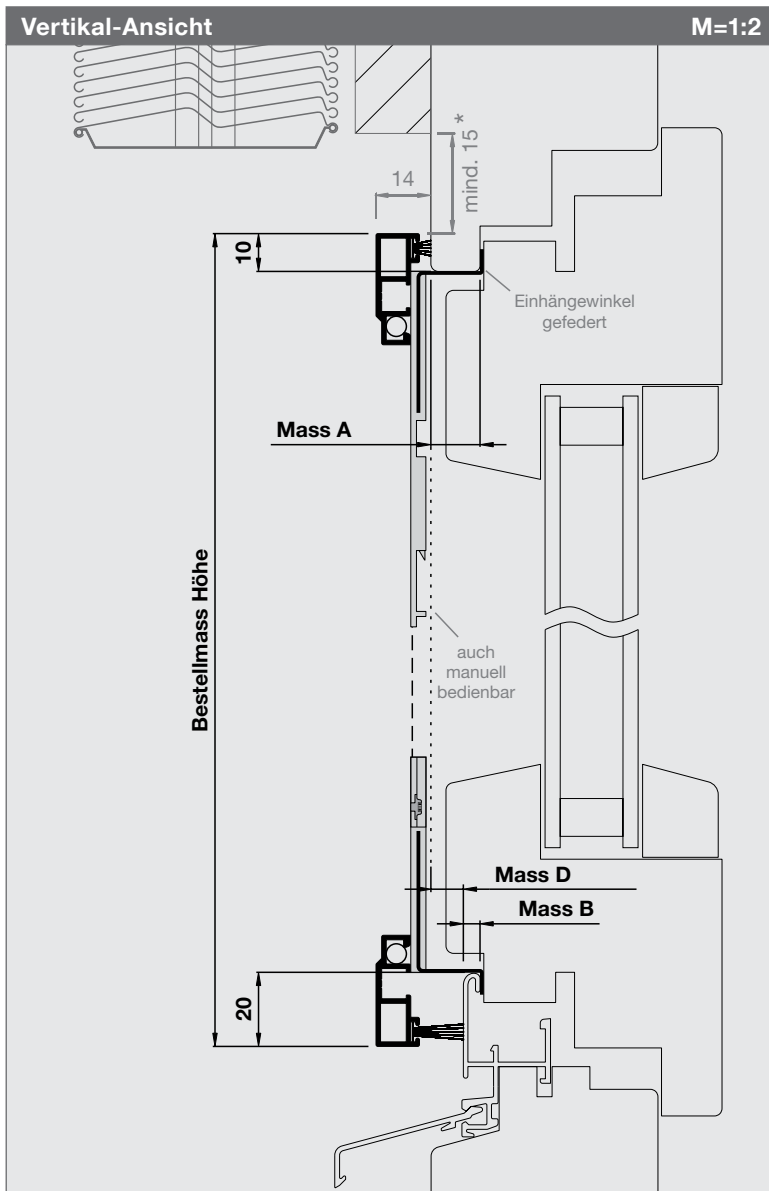 Vertikal-Ansicht M=1:2
14
mind. 15*
10
Einhängewinkel
gefedert
Mass A
Bestellmass Höhe
auch
manuell
bedienbar
Mass D
Mass B
20